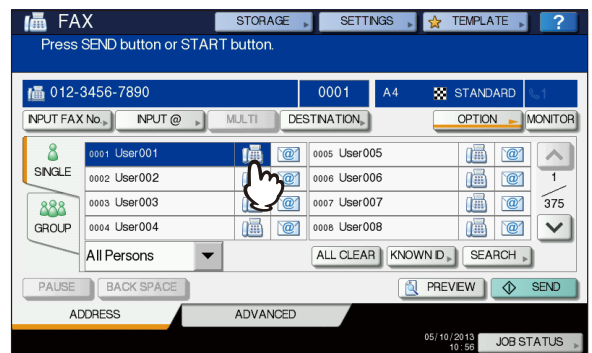 FAX STORAGE SETTINGS TEMPLATE ?
Press SEND button or START button.
012-3456-7890 0001 A4 STANDARD 1
INPUT FAX No. INPUT @ MULTI DESTINATION OPTION MONITOR
SINGLE
0001 User001 @ 0005 User005 @
0002 User002 @ 0006 User006 @
0003 User003 @ 0007 User007 @
0004 User004 @ 0008 User008 @
1
375
GROUP
All Persons ALL CLEAR KNOWN ID SEARCH
PAUSE BACK SPACE PREVIEW SEND
ADDRESS ADVANCED
05/10/2013
10:56
JOB STATUS